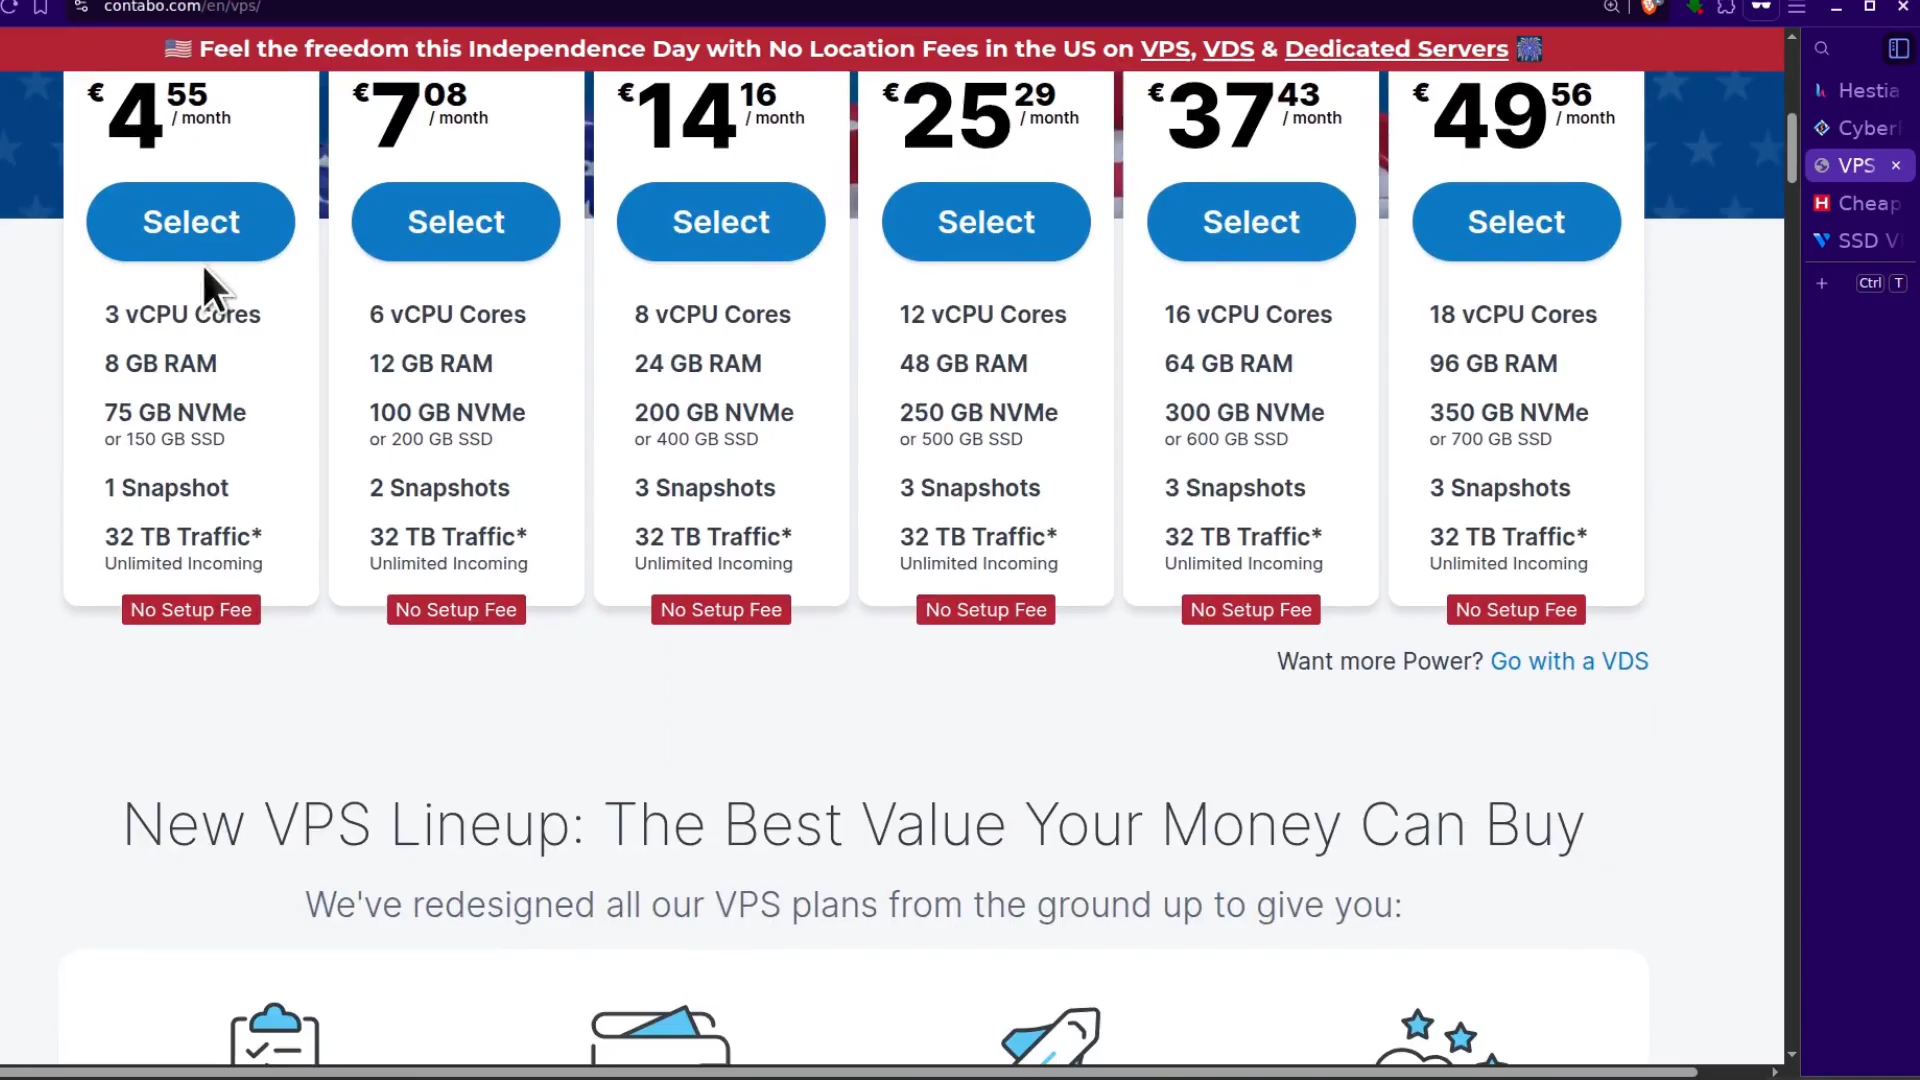 contabo.com/en/vps/
Feel the freedom this Independence Day with No Location Fees in the US on VPS, VDS & Dedicated Servers
€4 55 / month
€7 08 / month
€14 16 / month
€25 29 / month
€37 43 / month
€49 56 / month
Select Select Select Select Select Select
3 vCPU Cores
8 GB RAM
75 GB NVMe
or 150 GB SSD
1 Snapshot
32 TB Traffic*
Unlimited Incoming
No Setup Fee
6 vCPU Cores
12 GB RAM
100 GB NVMe
or 200 GB SSD
2 Snapshots
32 TB Traffic*
Unlimited Incoming
No Setup Fee
8 vCPU Cores
24 GB RAM
200 GB NVMe
or 400 GB SSD
3 Snapshots
32 TB Traffic*
Unlimited Incoming
No Setup Fee
12 vCPU Cores
48 GB RAM
250 GB NVMe
or 500 GB SSD
3 Snapshots
32 TB Traffic*
Unlimited Incoming
No Setup Fee
16 vCPU Cores
64 GB RAM
300 GB NVMe
or 600 GB SSD
3 Snapshots
32 TB Traffic*
Unlimited Incoming
No Setup Fee
18 vCPU Cores
96 GB RAM
350 GB NVMe
or 700 GB SSD
3 Snapshots
32 TB Traffic*
Unlimited Incoming
No Setup Fee
Want more Power? Go with a VDS
New VPS Lineup: The Best Value Your Money Can Buy
We've redesigned all our VPS plans from the ground up to give you:
Hestia
Cyber
VPS
Cheap
SSD V
Ctrl T